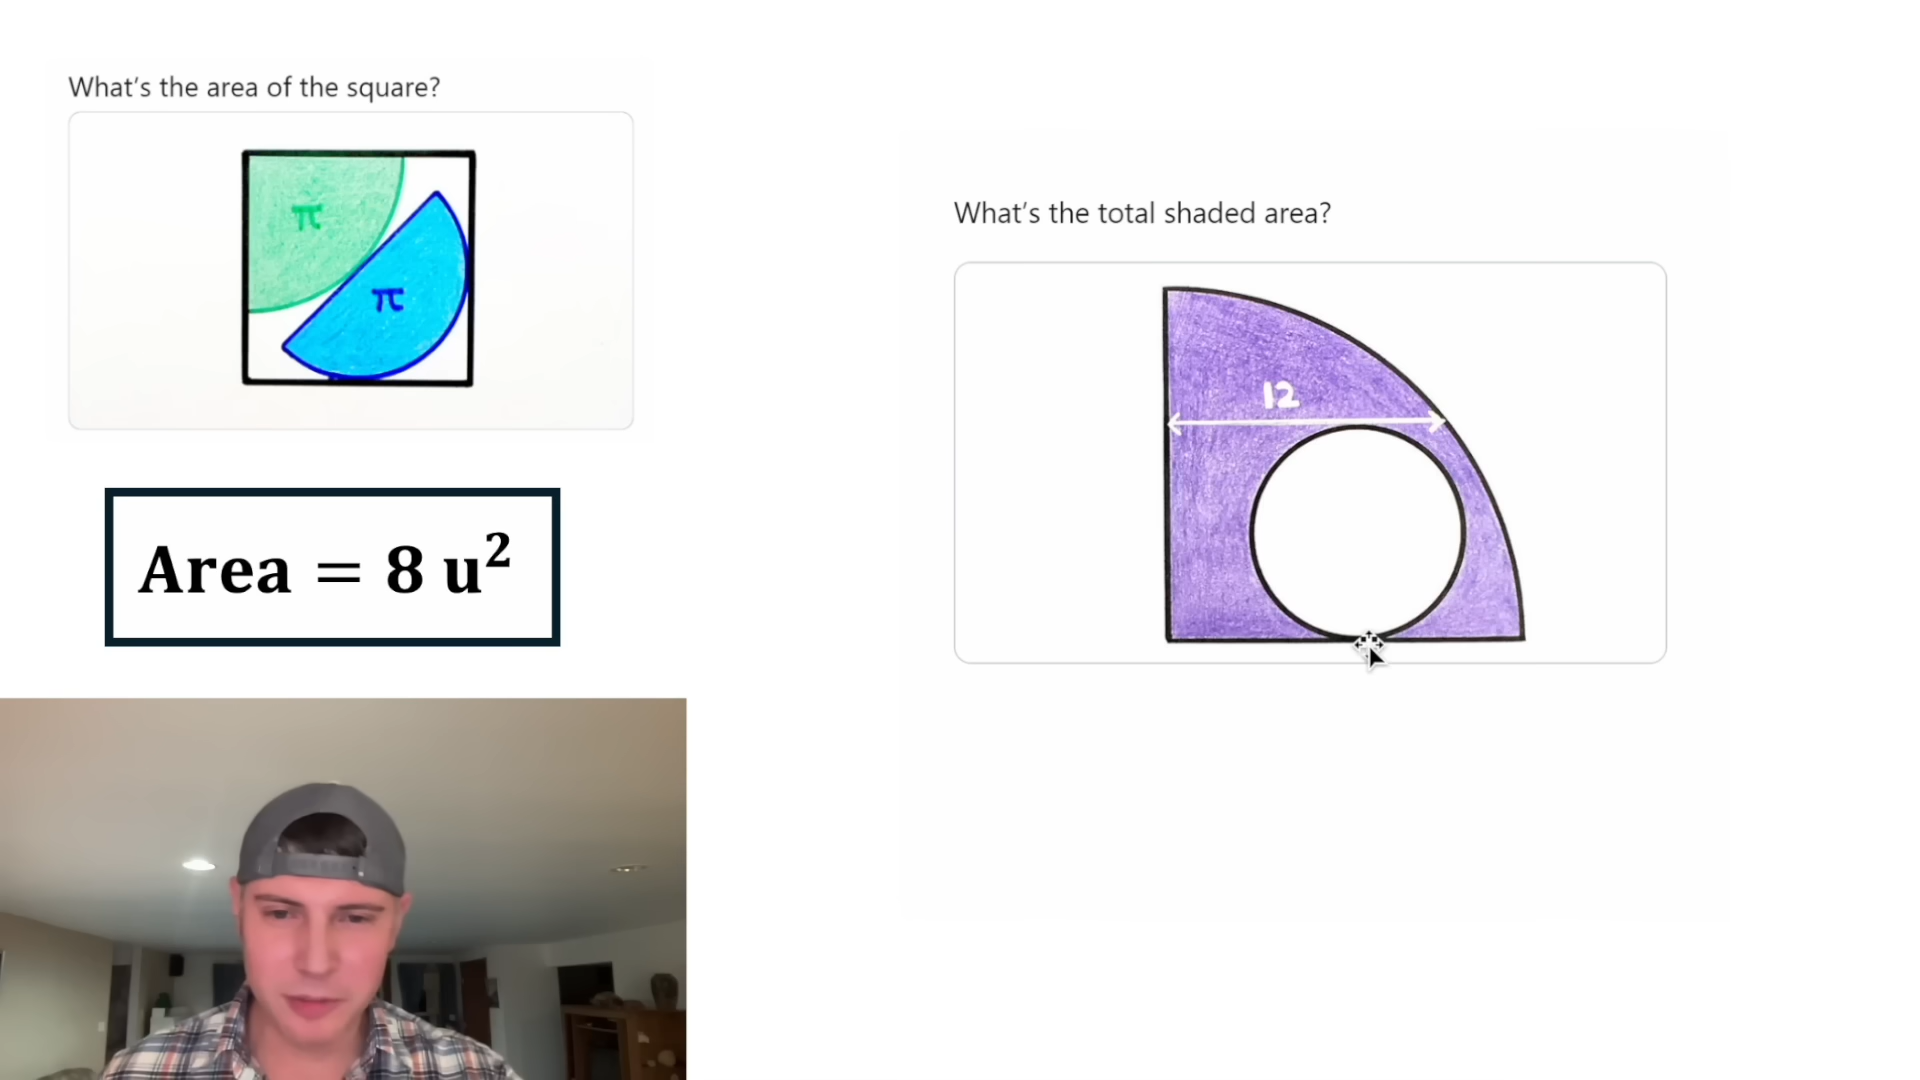 What's the area of the square?
π
π
Area = 8 u²
What's the total shaded area?
12